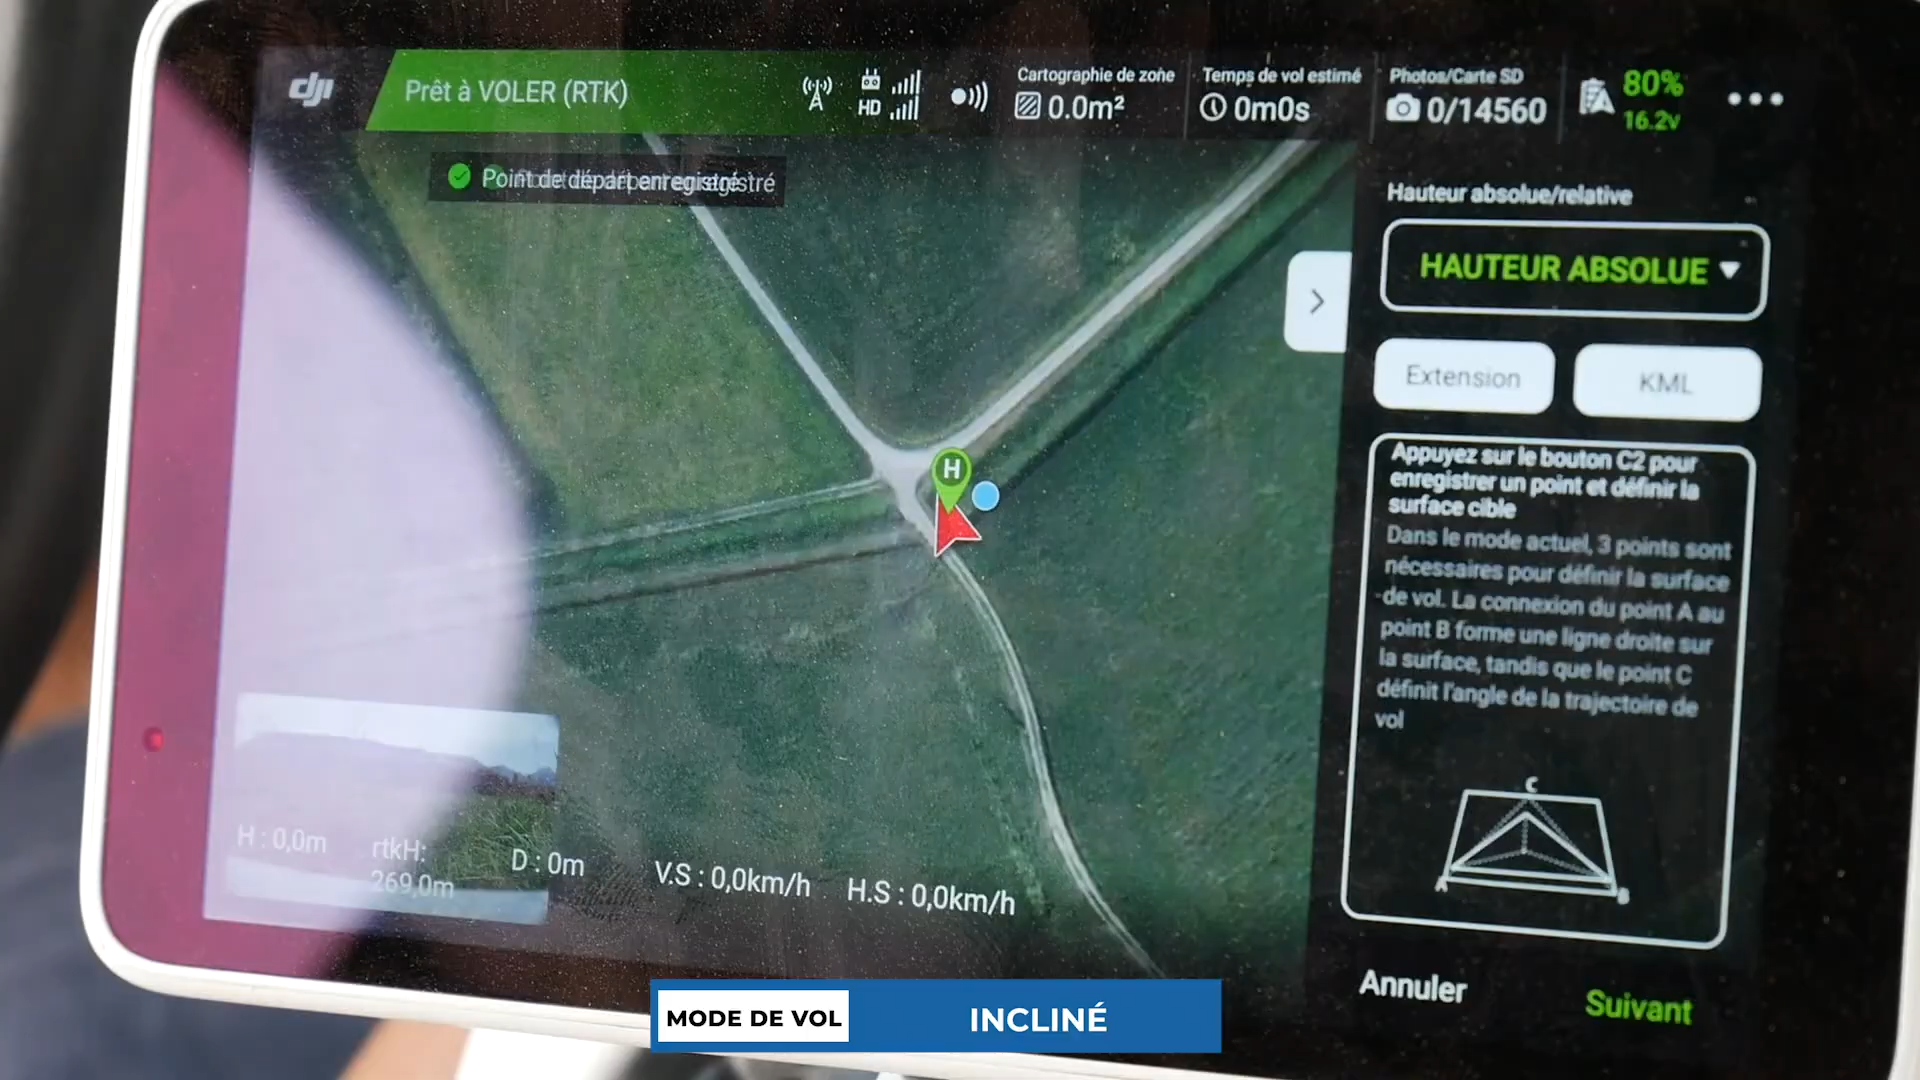 dji
Prêt à VOLER (RTK)
HD
Cartographie de zone
0.0m²
Temps de vol estimé
0m0s
Photos/Carte SD
0/14560
80%
16.2v
Point de départ enregistré
Hauteur absolue/relative
HAUTEUR ABSOLUE
Extension
KML
Appuyez sur le bouton C2 pour
enregistrer un point et définir la
surface cible
Dans le mode actuel, 3 points sont
nécessaires pour définir la surface
de vol. La connexion du point A au
point B forme une ligne droite sur
la surface, tandis que le point C
définit l'angle de la trajectoire de
vol
C
A
B
H
H : 0,0m
rtkH:
269,0m
D : 0m
V.S : 0,0km/h
H.S : 0,0km/h
Annuler
Suivant
MODE DE VOL
INCLINÉ